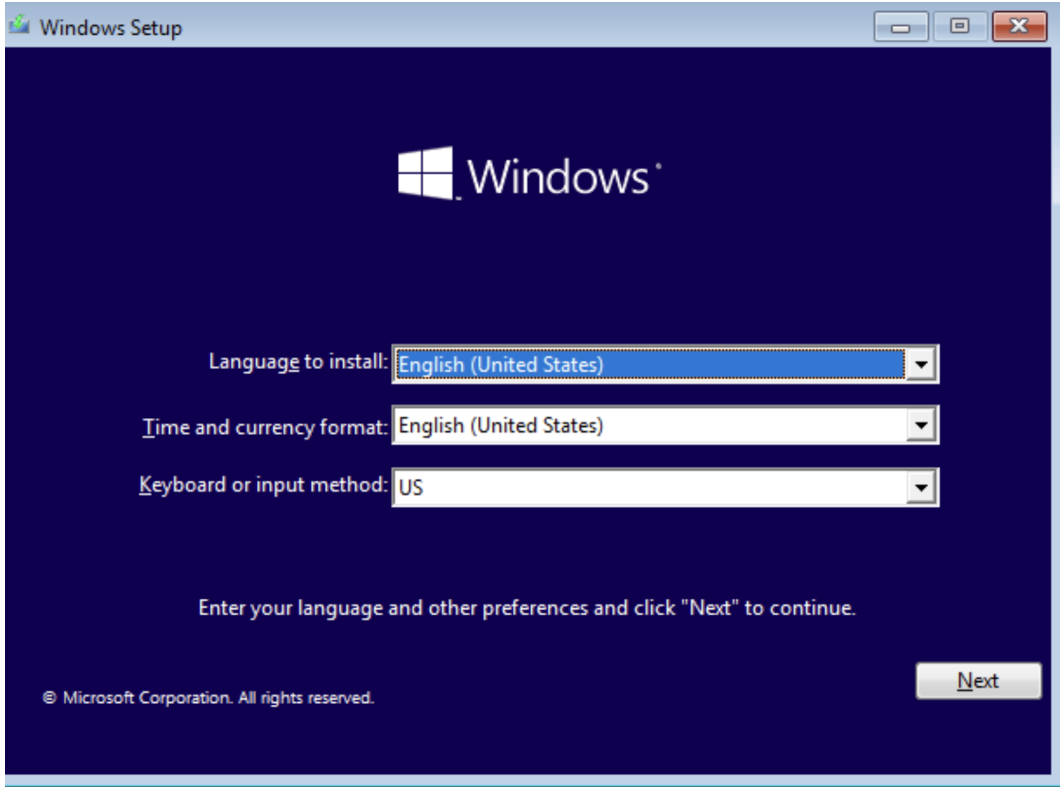 Windows Setup
Windows
Language to install: English (United States)
Time and currency format: English (United States)
Keyboard or input method: US
Enter your language and other preferences and click "Next" to continue.
Next
© Microsoft Corporation. All rights reserved.